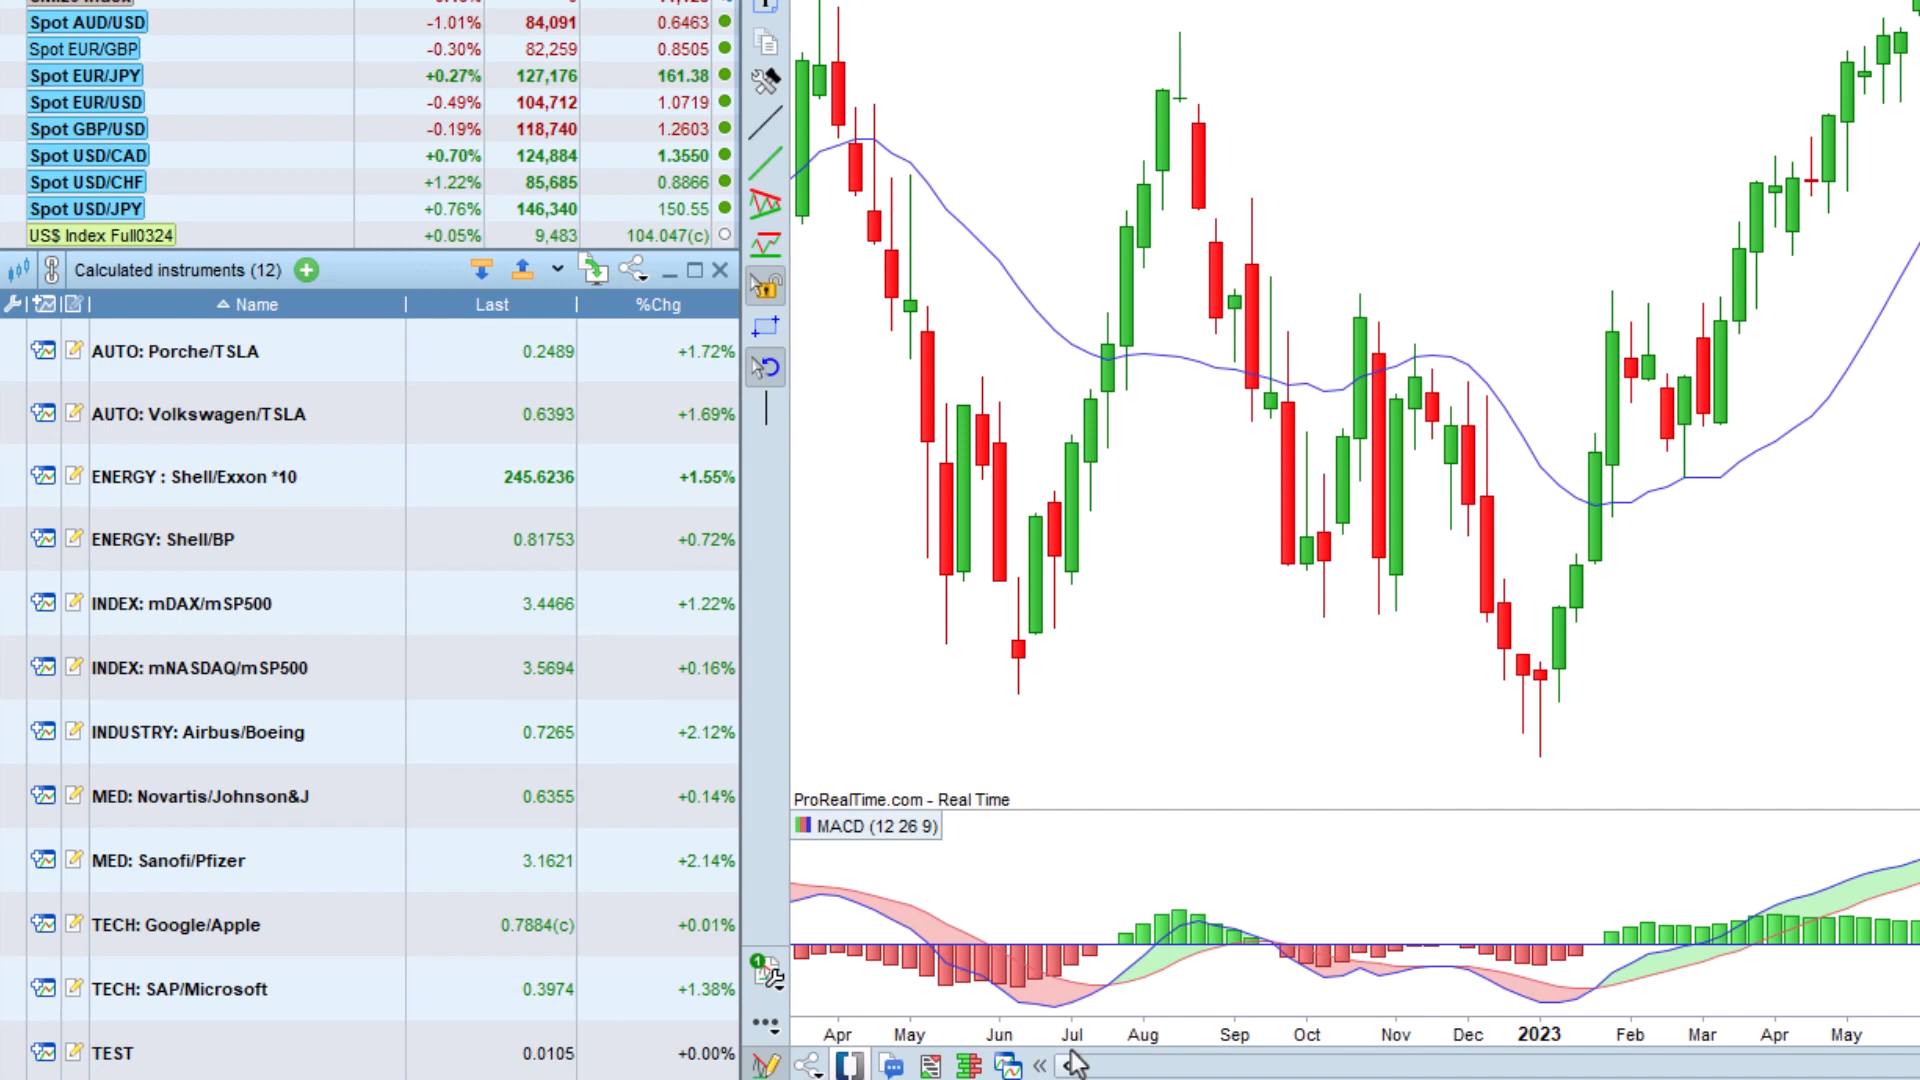 Spot AUD/USD -1.01% 84,091 0.6463
Spot EUR/GBP -0.30% 82,259 0.8505
Spot EUR/JPY +0.27% 127,176 161.38
Spot EUR/USD -0.49% 104,712 1.0719
Spot GBP/USD -0.19% 118,740 1.2603
Spot USD/CAD +0.70% 124,884 1.3550
Spot USD/CHF +1.22% 85,685 0.8866
Spot USD/JPY +0.76% 146,340 150.55
US$ Index Full0324 +0.05% 9,483 104.047(c)
Calculated instruments (12)
Name Last %Chg
AUTO: Porche/TSLA 0.2489 +1.72%
AUTO: Volkswagen/TSLA 0.6393 +1.69%
ENERGY : Shell/Exxon *10 245.6236 +1.55%
ENERGY: Shell/BP 0.81753 +0.72%
INDEX: mDAX/mSP500 3.4466 +1.22%
INDEX: mNASDAQ/mSP500 3.5694 +0.16%
INDUSTRY: Airbus/Boeing 0.7265 +2.12%
MED: Novartis/Johnson&J 0.6355 +0.14%
MED: Sanofi/Pfizer 3.1621 +2.14%
TECH: Google/Apple 0.7884(c) +0.01%
TECH: SAP/Microsoft 0.3974 +1.38%
TEST 0.0105 +0.00%
ProRealTime.com - Real Time
MACD (12 26 9)
1
Apr May Jun Jul Aug Sep Oct Nov Dec 2023 Feb Mar Apr May